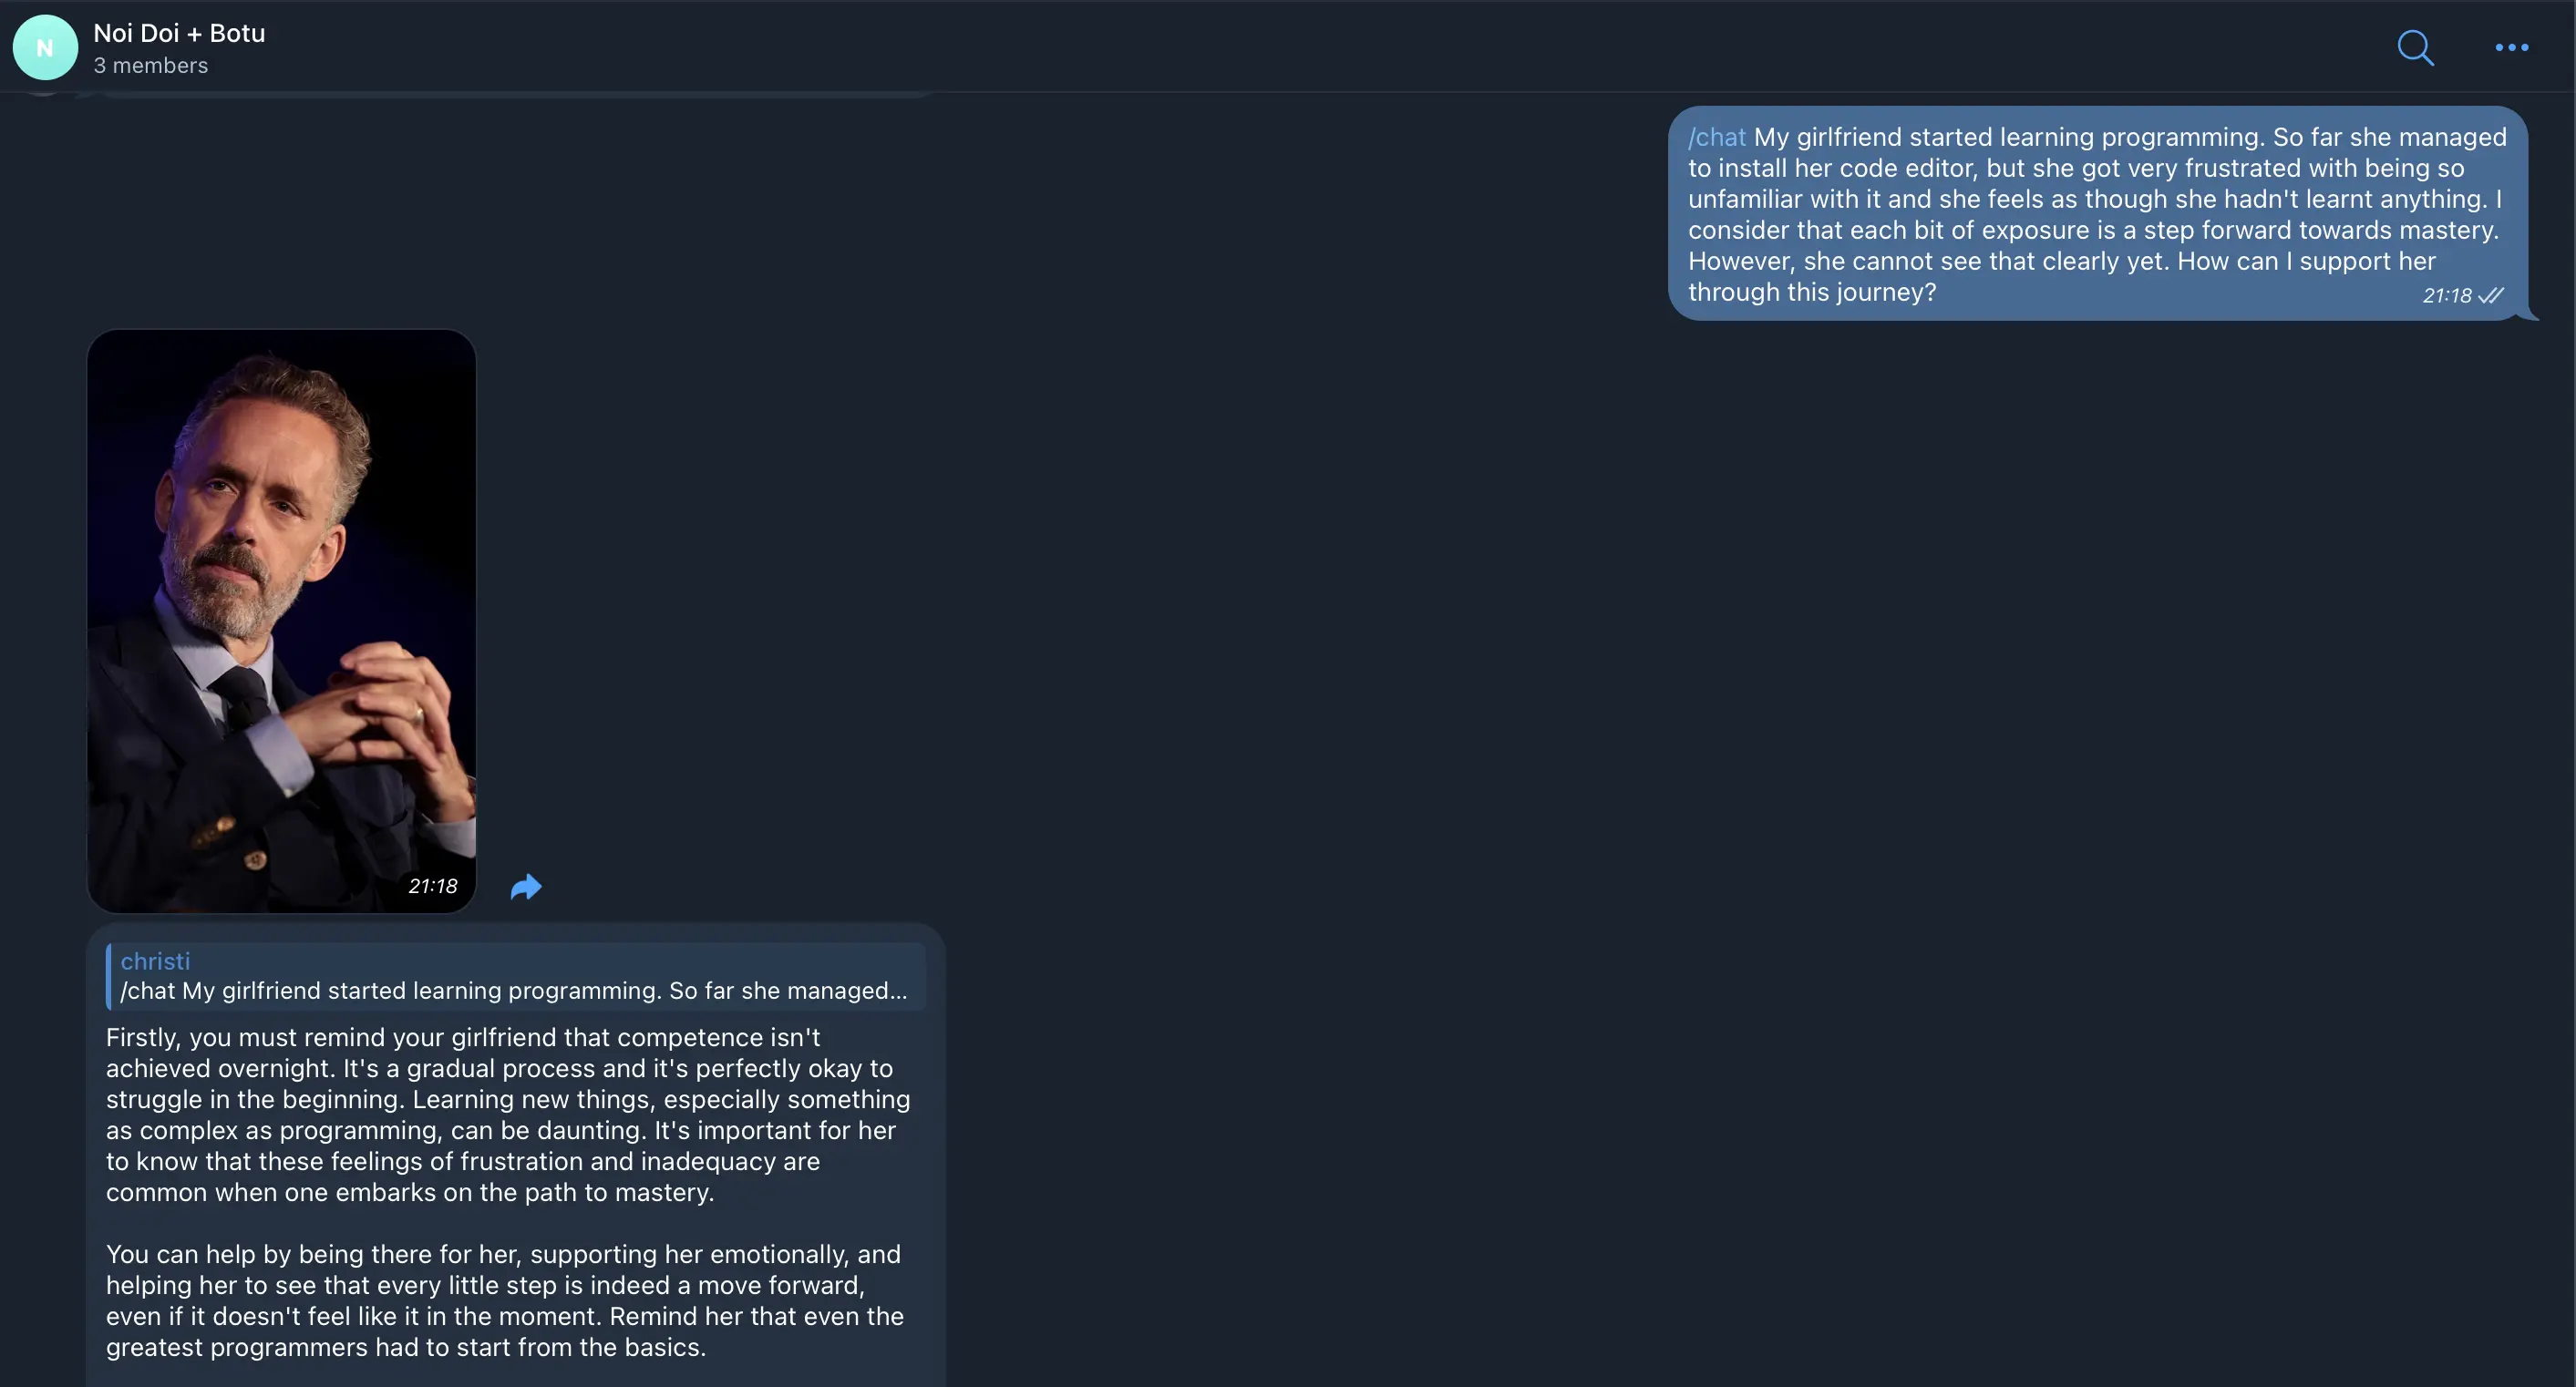 N
Noi Doi + Botu
3 members
/chat My girlfriend started learning programming. So far she managed
to install her code editor, but she got very frustrated with being so
unfamiliar with it and she feels as though she hadn't learnt anything. I
consider that each bit of exposure is a step forward towards mastery.
However, she cannot see that clearly yet. How can I support her
through this journey?
21:18
21:18
christi
/chat My girlfriend started learning programming. So far she managed...
Firstly, you must remind your girlfriend that competence isn't
achieved overnight. It's a gradual process and it's perfectly okay to
struggle in the beginning. Learning new things, especially something
as complex as programming, can be daunting. It's important for her
to know that these feelings of frustration and inadequacy are
common when one embarks on the path to mastery.
You can help by being there for her, supporting her emotionally, and
helping her to see that every little step is indeed a move forward,
even if it doesn't feel like it in the moment. Remind her that even the
greatest programmers had to start from the basics.